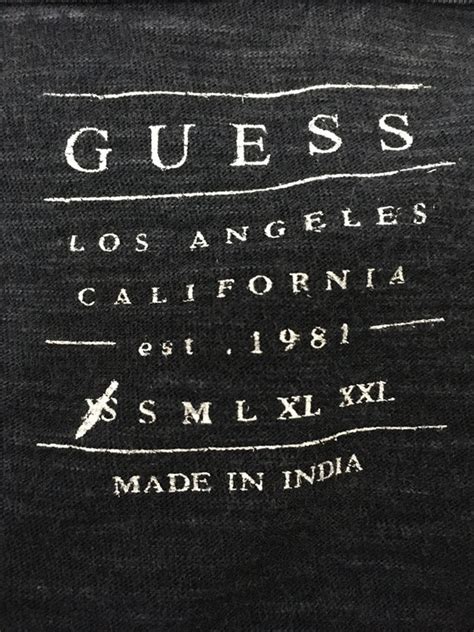 GUESS
LOS ANGELES
CALIFORNIA
est . 1981
XS S M L XL XXL
MADE IN INDIA